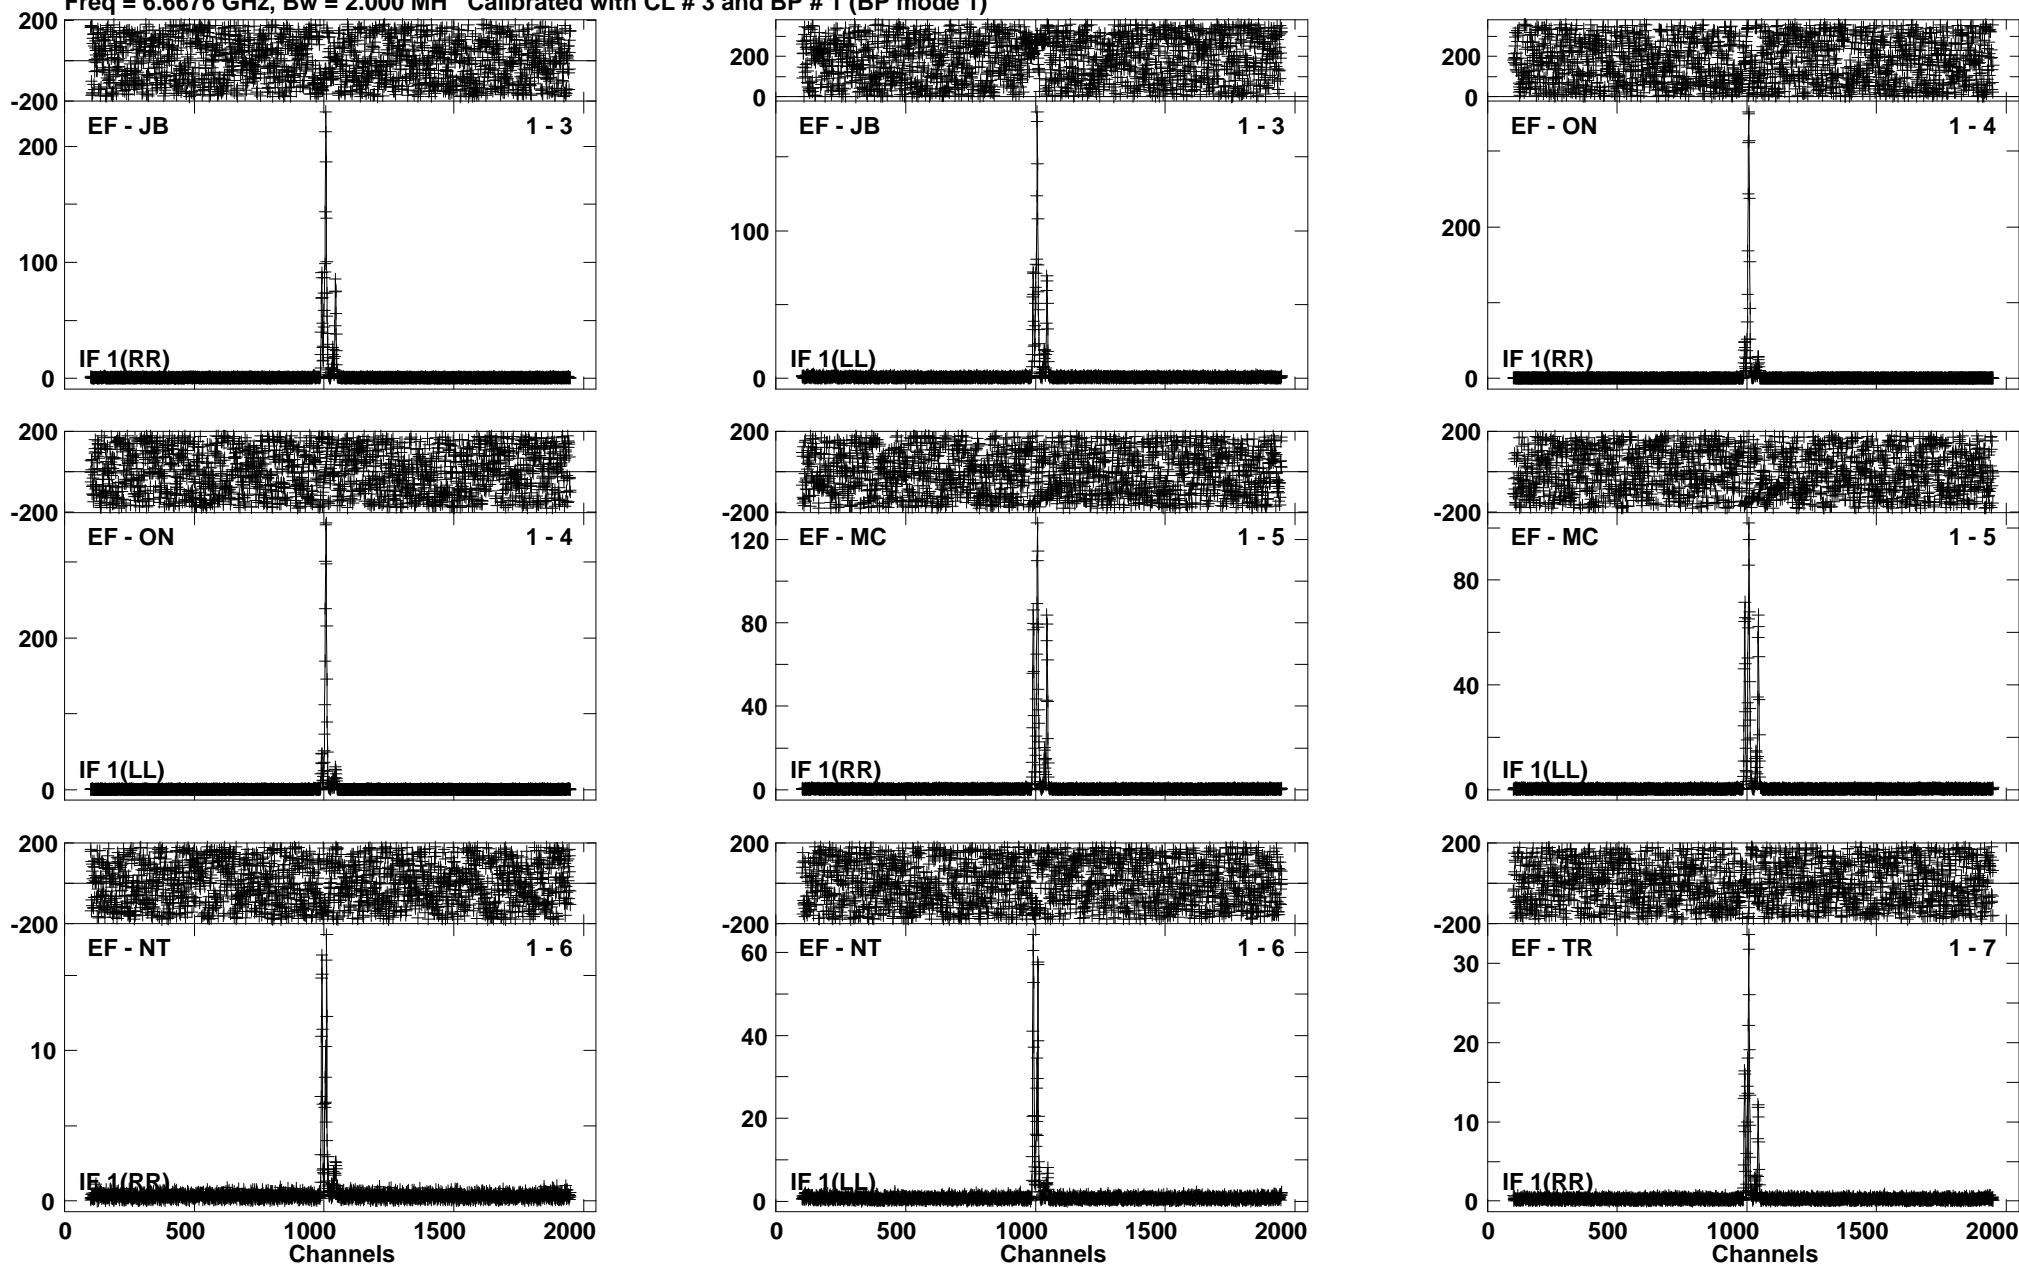 Freq = 6.6676 GHz, Bw = 2.000 MH Calibrated with CL # 3 and BP # 1 (BP mode 1)
200
-200
EF - JB 1 - 3
200
100
0
IF 1(RR)
200
0
EF - JB 1 - 3
100
0
IF 1(LL)
200
0
EF - ON 1 - 4
200
0
IF 1(RR)
200
-200
EF - ON 1 - 4
200
0
IF 1(LL)
200
-200
EF - MC 1 - 5
120
80
40
0
IF 1(RR)
200
-200
EF - MC 1 - 5
80
40
0
IF 1(LL)
200
-200
EF - NT 1 - 6
10
0
IF 1(RR)
0 500 1000 1500 2000
Channels
200
-200
EF - NT 1 - 6
60
40
20
0
IF 1(LL)
0 500 1000 1500 2000
Channels
200
-200
EF - TR 1 - 7
30
20
10
0
IF 1(RR)
0 500 1000 1500 2000
Channels